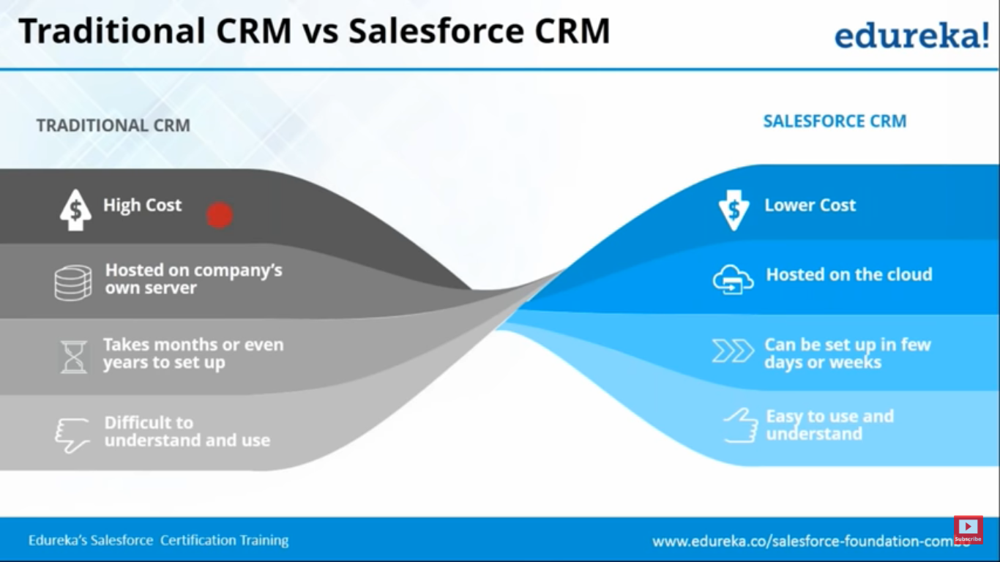 Traditional CRM vs Salesforce CRM
edureka!
TRADITIONAL CRM
SALESFORCE CRM
$
High Cost
Hosted on company's
own server
Takes months or even
years to set up
Difficult to
understand and use
$
Lower Cost
Hosted on the cloud
Can be set up in few
days or weeks
Easy to use and
understand
Edureka's Salesforce Certification Training
www.edureka.co/salesforce-foundation-com
Subscribe